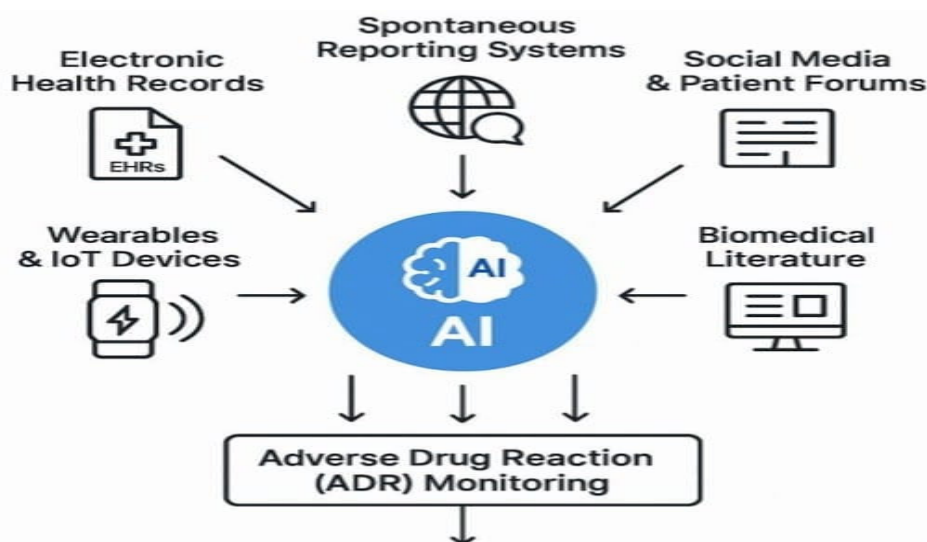 Spontaneous
Reporting Systems
Electronic
Health Records
EHRs
Social Media
& Patient Forums
Wearables
& IoT Devices
AI
AI
Biomedical
Literature
Adverse Drug Reaction
(ADR) Monitoring